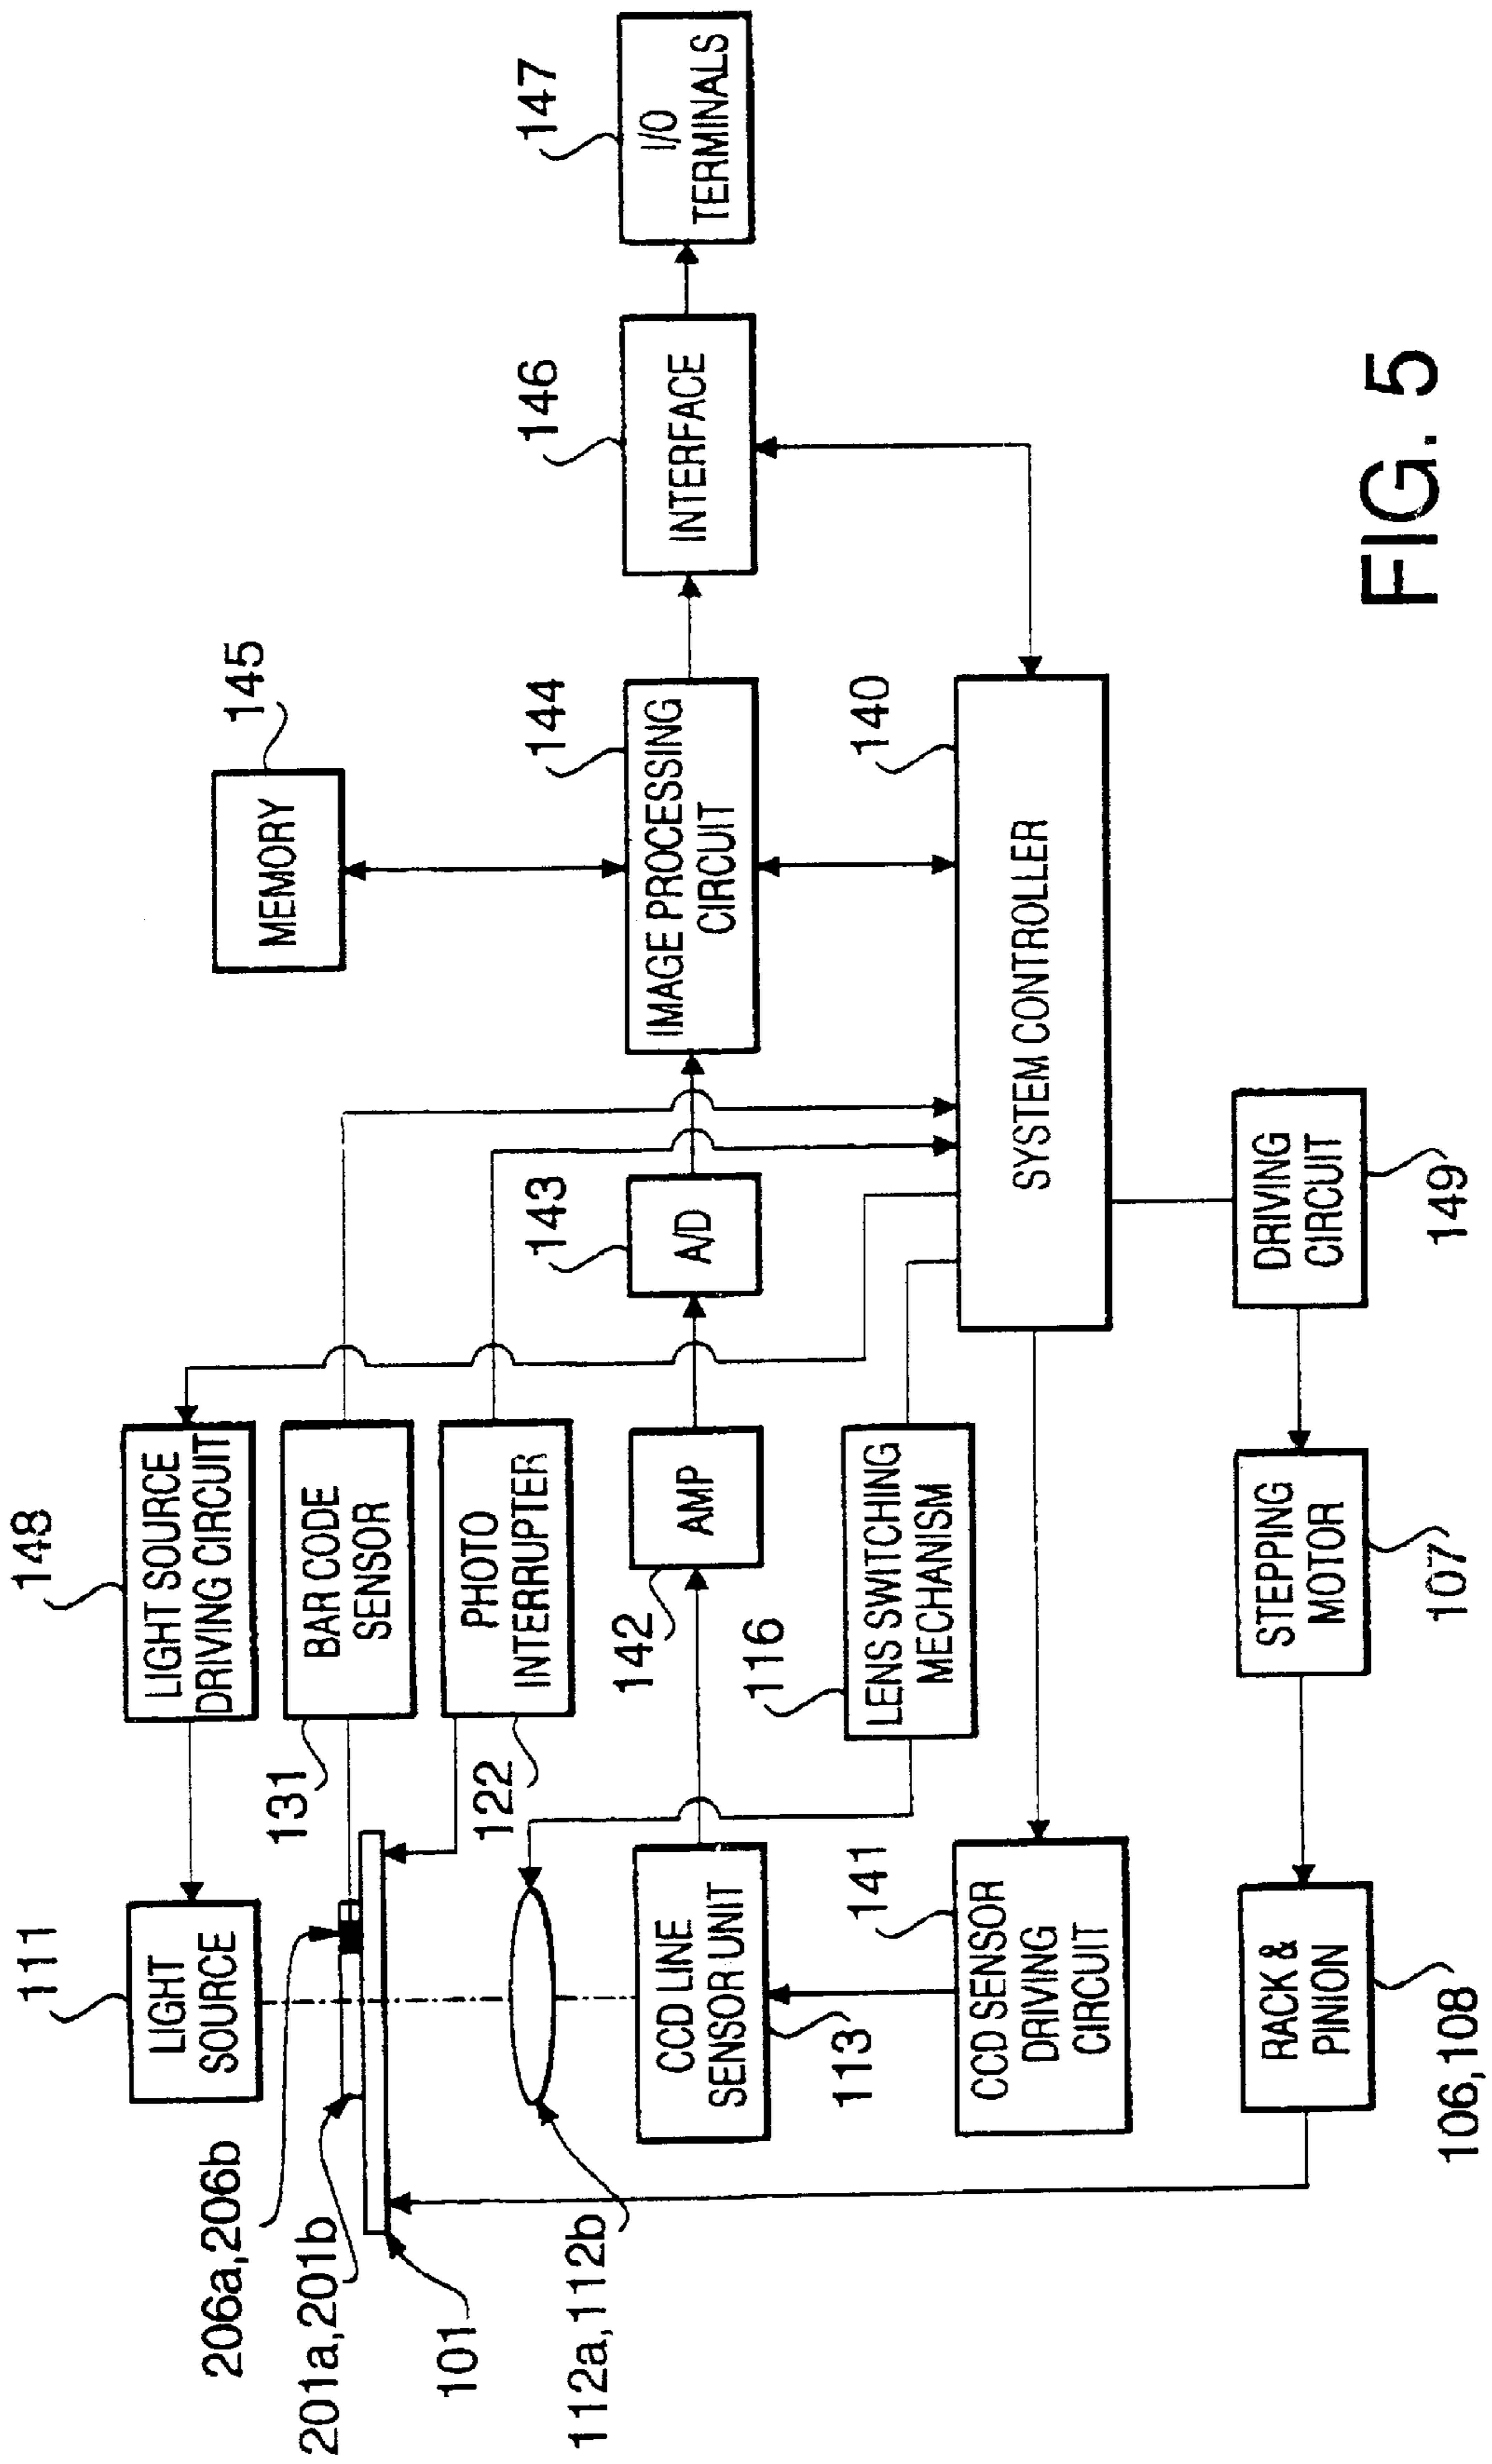 111
LIGHT
SOURCE
148
LIGHT SOURCE
DRIVING CIRCUIT
206a,206b
201a,201b
101
131
BAR CODE
SENSOR
122
PHOTO
INTERRUPTER
145
MEMORY
112a,112b
CCD LINE
SENSOR UNIT
113
142
AMP
143
A/D
144
IMAGE PROCESSING
CIRCUIT
146
INTERFACE
147
I/O
TERMINALS
116
LENS SWITCHING
MECHANISM
141
CCD SENSOR
DRIVING
CIRCUIT
140
SYSTEM CONTROLLER
RACK &
PINION
106,108
STEPPING
MOTOR
107
DRIVING
CIRCUIT
149
FIG. 5